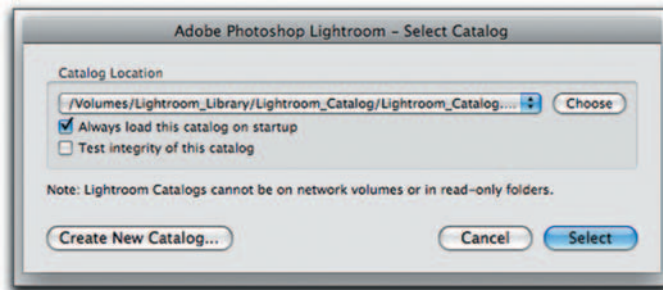 Adobe Photoshop Lightroom – Select Catalog
Catalog Location
/Volumes/Lightroom_Library/Lightroom_Catalog/Lightroom_Catalog....
Choose
Always load this catalog on startup
Test integrity of this catalog
Note: Lightroom Catalogs cannot be on network volumes or in read-only folders.
Create New Catalog...
Cancel
Select